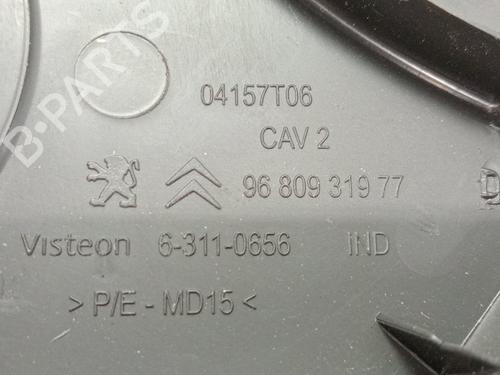 04157T06
CAV 2
96 809 319 77
Visteon 6-311-0656 IND
> P/E - MD15 <
B-PARTS